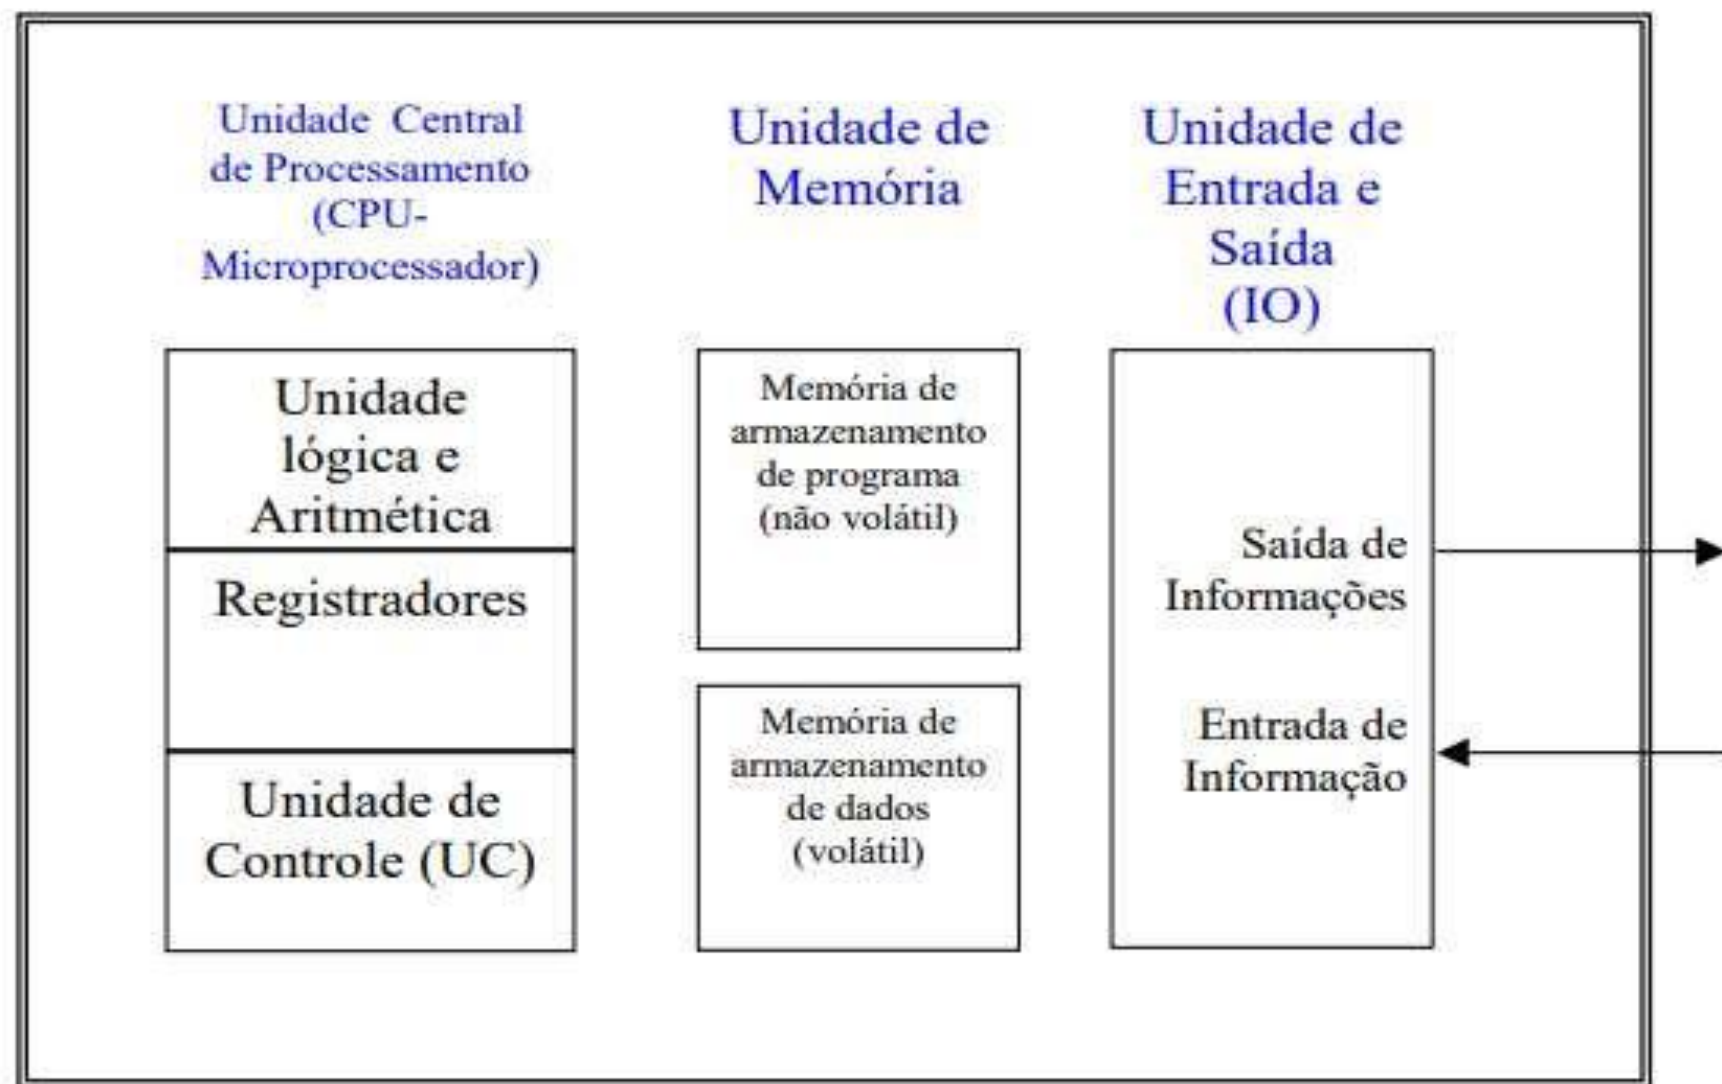 Unidade Central
de Processamento
(CPU-
Microprocessador)
Unidade
lógica e
Aritmética
Registradores
Unidade de
Controle (UC)
Unidade de
Memória
Memória de
armazenamento
de programa
(não volátil)
Memória de
armazenamento
de dados
(volátil)
Unidade de
Entrada e
Saída
(IO)
Saída de
Informações
Entrada de
Informação